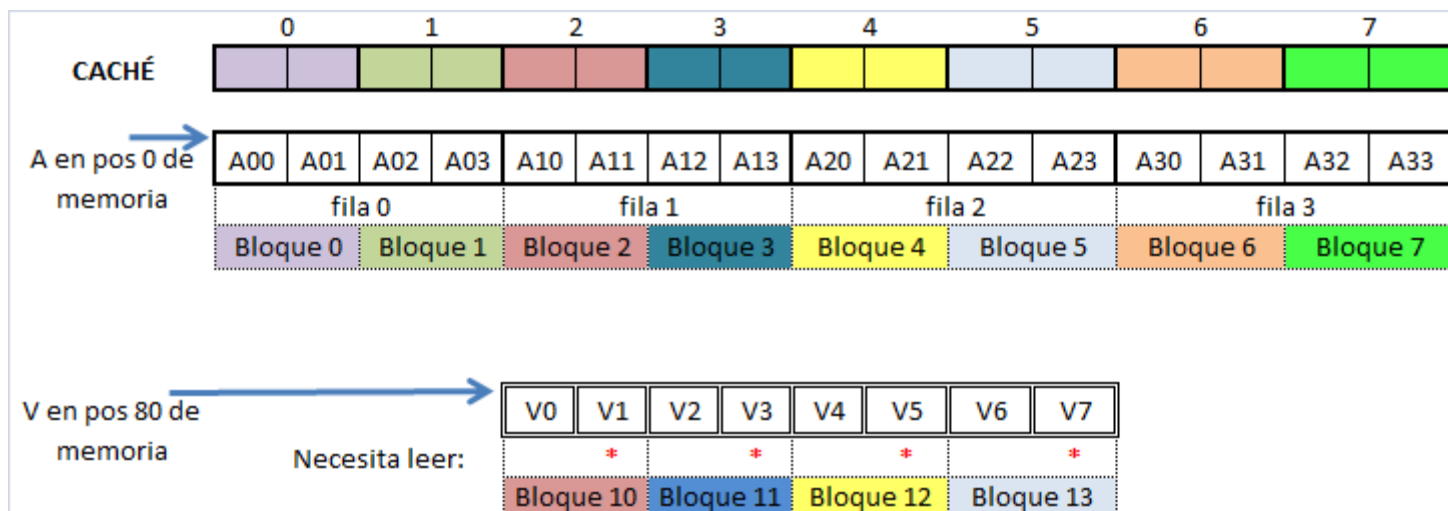 0 1 2 3 4 5 6 7
CACHÉ
A en pos 0 de
memoria
A00 A01 A02 A03 A10 A11 A12 A13 A20 A21 A22 A23 A30 A31 A32 A33
fila 0 fila 1 fila 2 fila 3
Bloque 0 Bloque 1 Bloque 2 Bloque 3 Bloque 4 Bloque 5 Bloque 6 Bloque 7
V en pos 80 de
memoria
V0 V1 V2 V3 V4 V5 V6 V7
Necesita leer: * * * *
Bloque 10 Bloque 11 Bloque 12 Bloque 13